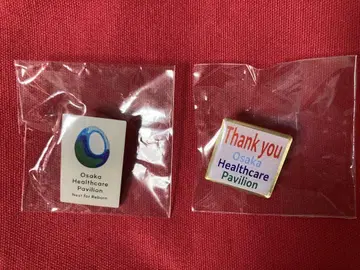 Osaka
Healthcare
Pavilion
Nest for Reborn
Thank you
Osaka
Healthcare
Pavilion